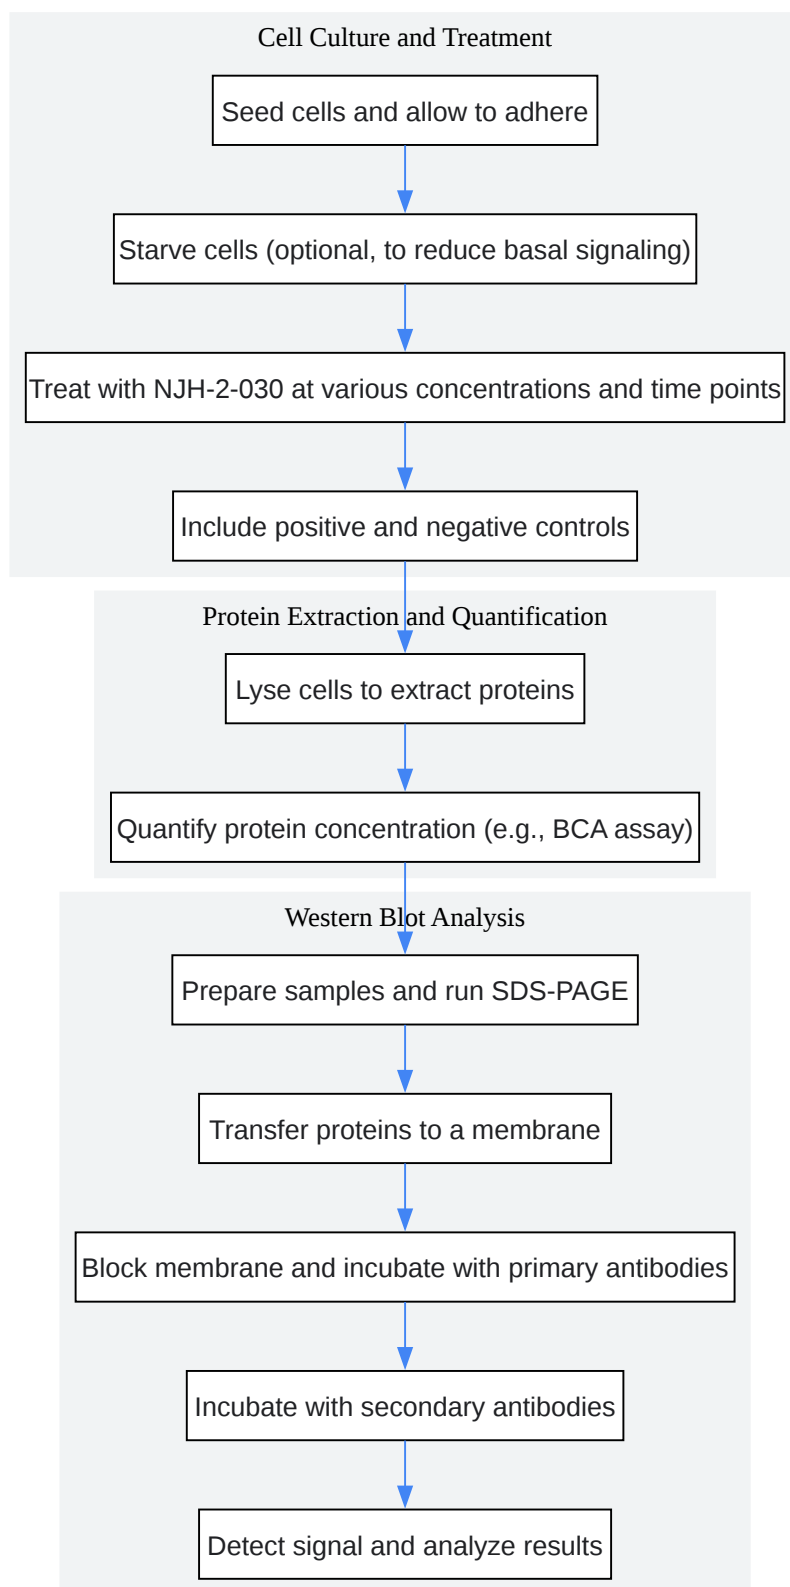 Cell Culture and Treatment
Seed cells and allow to adhere
Starve cells (optional, to reduce basal signaling)
Treat with NJH-2-030 at various concentrations and time points
Include positive and negative controls
Protein Extraction and Quantification
Lyse cells to extract proteins
Quantify protein concentration (e.g., BCA assay)
Western Blot Analysis
Prepare samples and run SDS-PAGE
Transfer proteins to a membrane
Block membrane and incubate with primary antibodies
Incubate with secondary antibodies
Detect signal and analyze results